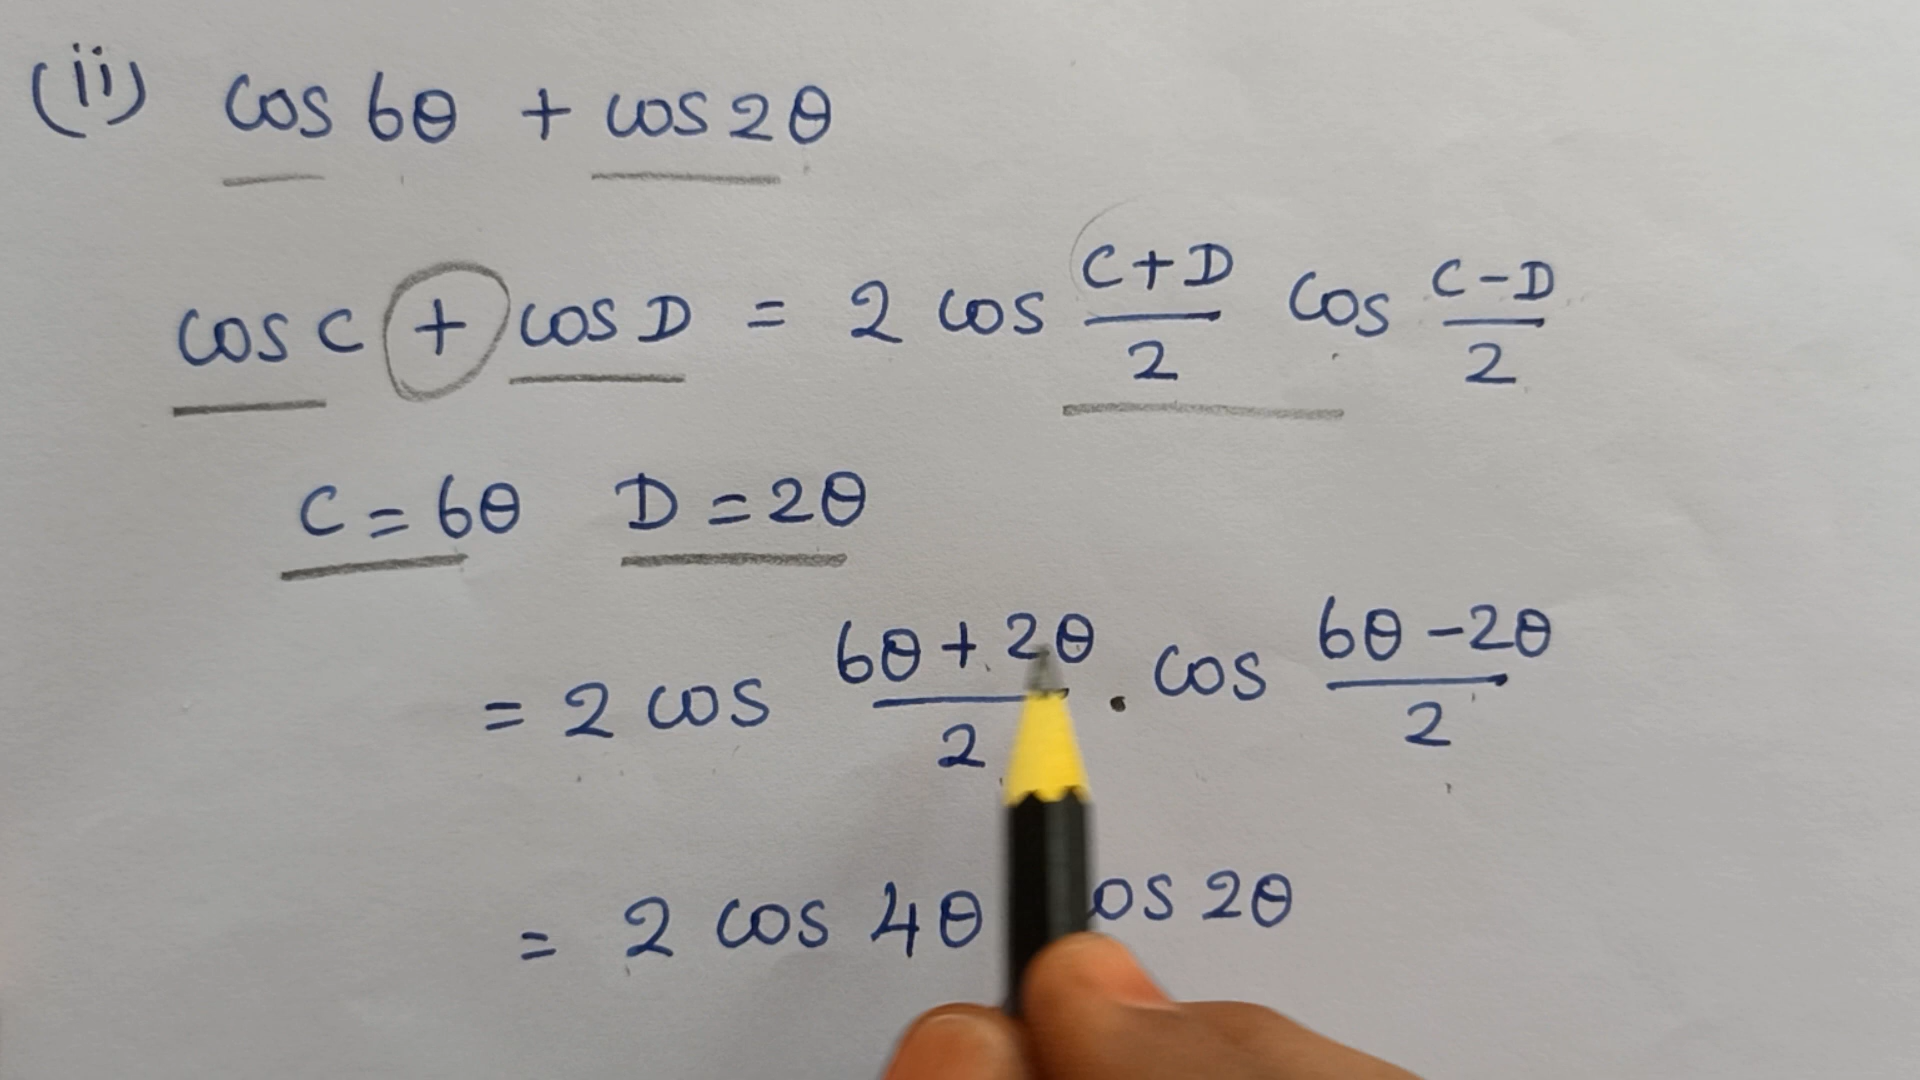 (ii) cos 6θ + cos 2θ
cos C + cos D = 2 cos C+D/2 cos C-D/2
C = 6θ D = 2θ
= 2 cos 6θ + 2θ/2 . cos 6θ - 2θ/2
= 2 cos 4θ os 2θ